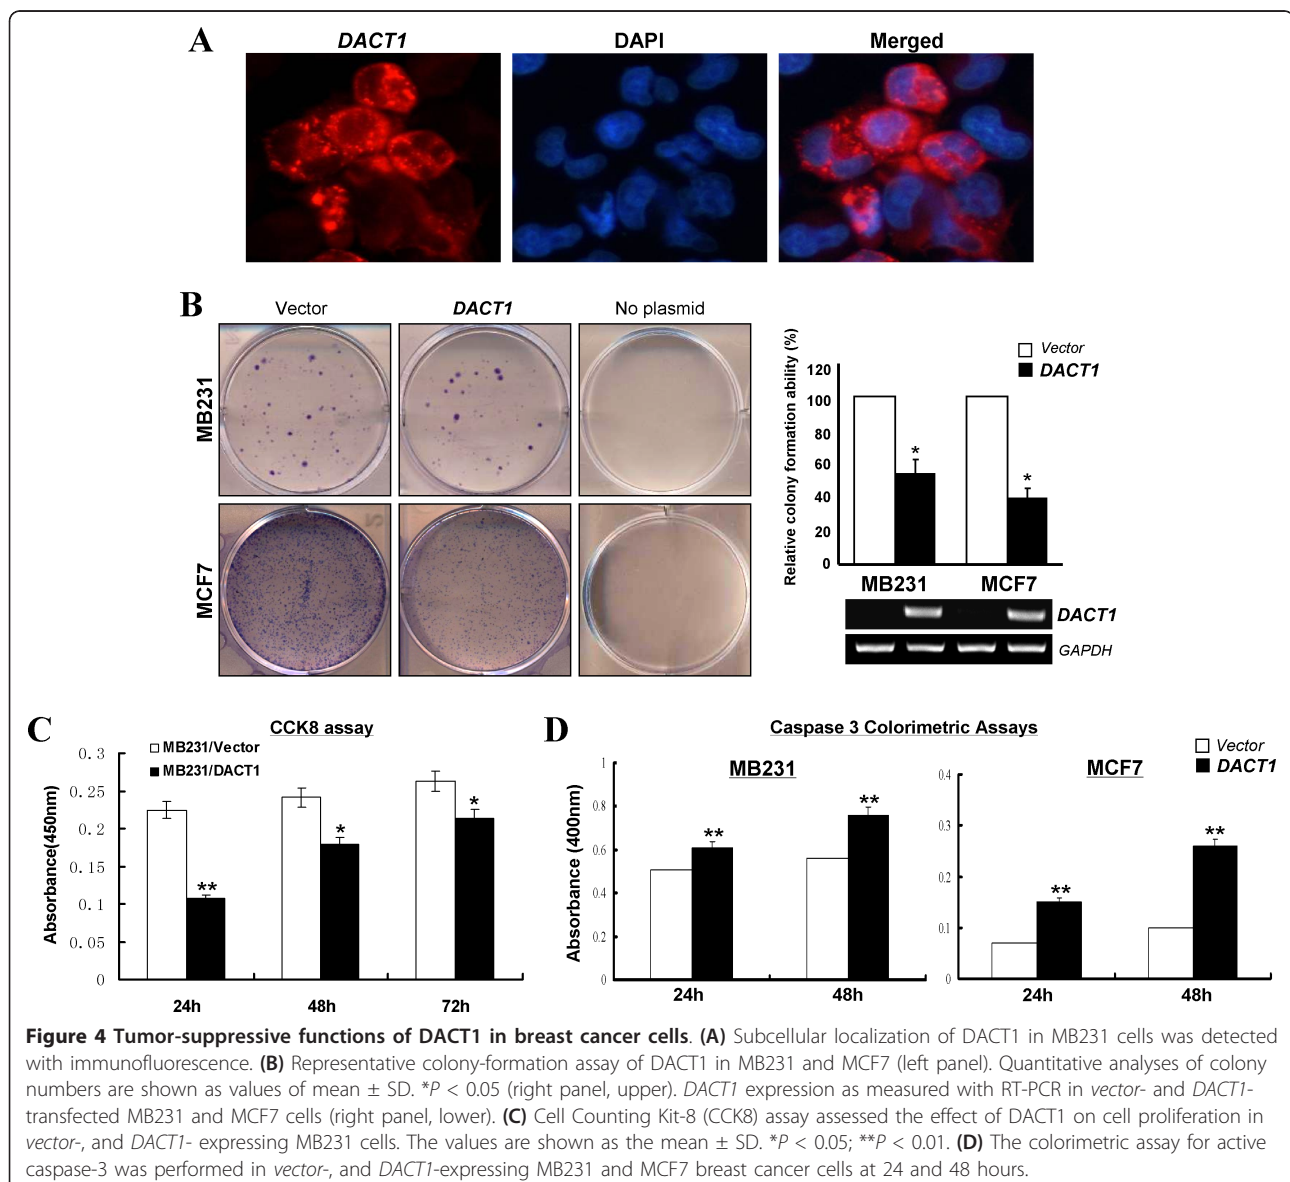 A
DACT1 DAPI Merged
B
Vector DACT1 No plasmid
MB231
MCF7
Relative colony formation ability (%)
Vector
DACT1
120
100
80
60
40
20
0
* *
MB231 MCF7
DACT1
GAPDH
C
CCK8 assay
MB231/Vector
MB231/DACT1
Absorbance(450nm)
0.3
0.25
0.2
0.15
0.1
0.05
0
** * *
24h 48h 72h
D
Caspase 3 Colorimetric Assays
Vector
DACT1
MB231
Absorbance (400nm)
1
0.8
0.6
0.4
0.2
0
** **
24h 48h
MCF7
0.4
0.3
0.2
0.1
0
** **
24h 48h
Figure 4 Tumor-suppressive functions of DACT1 in breast cancer cells. (A) Subcellular localization of DACT1 in MB231 cells was detected
with immunofluorescence. (B) Representative colony-formation assay of DACT1 in MB231 and MCF7 (left panel). Quantitative analyses of colony
numbers are shown as values of mean ± SD. *P < 0.05 (right panel, upper). DACT1 expression as measured with RT-PCR in vector- and DACT1-
transfected MB231 and MCF7 cells (right panel, lower). (C) Cell Counting Kit-8 (CCK8) assay assessed the effect of DACT1 on cell proliferation in
vector-, and DACT1- expressing MB231 cells. The values are shown as the mean ± SD. *P < 0.05; **P < 0.01. (D) The colorimetric assay for active
caspase-3 was performed in vector-, and DACT1-expressing MB231 and MCF7 breast cancer cells at 24 and 48 hours.